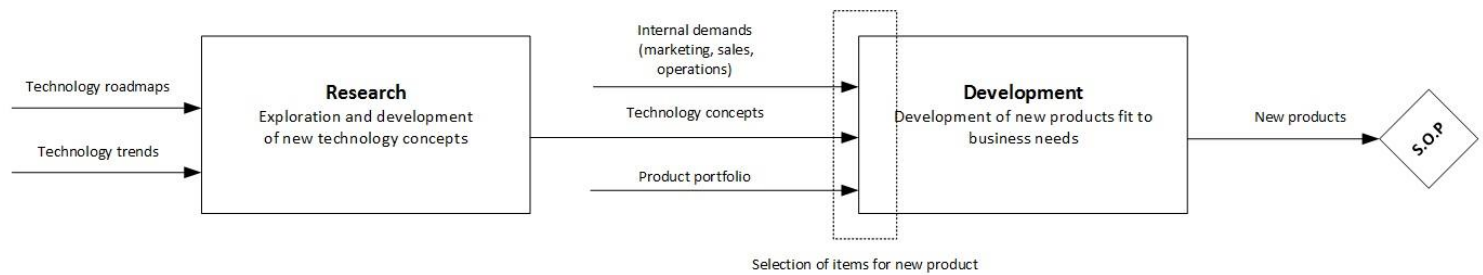 Technology roadmaps
Technology trends
Research
Exploration and development
of new technology concepts
Internal demands
(marketing, sales,
operations)
Technology concepts
Product portfolio
Development
Development of new products fit to
business needs
New products
S.O.P
Selection of items for new product